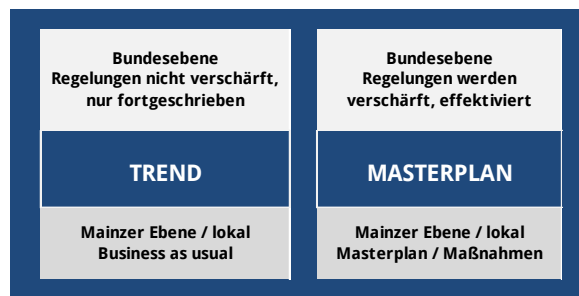 Bundesebene
Regelungen nicht verschärft,
nur fortgeschrieben
TREND
Mainzer Ebene / lokal
Business as usual
Bundesebene
Regelungen werden
verschärft, effektiviert
MASTERPLAN
Mainzer Ebene / lokal
Masterplan / Maßnahmen